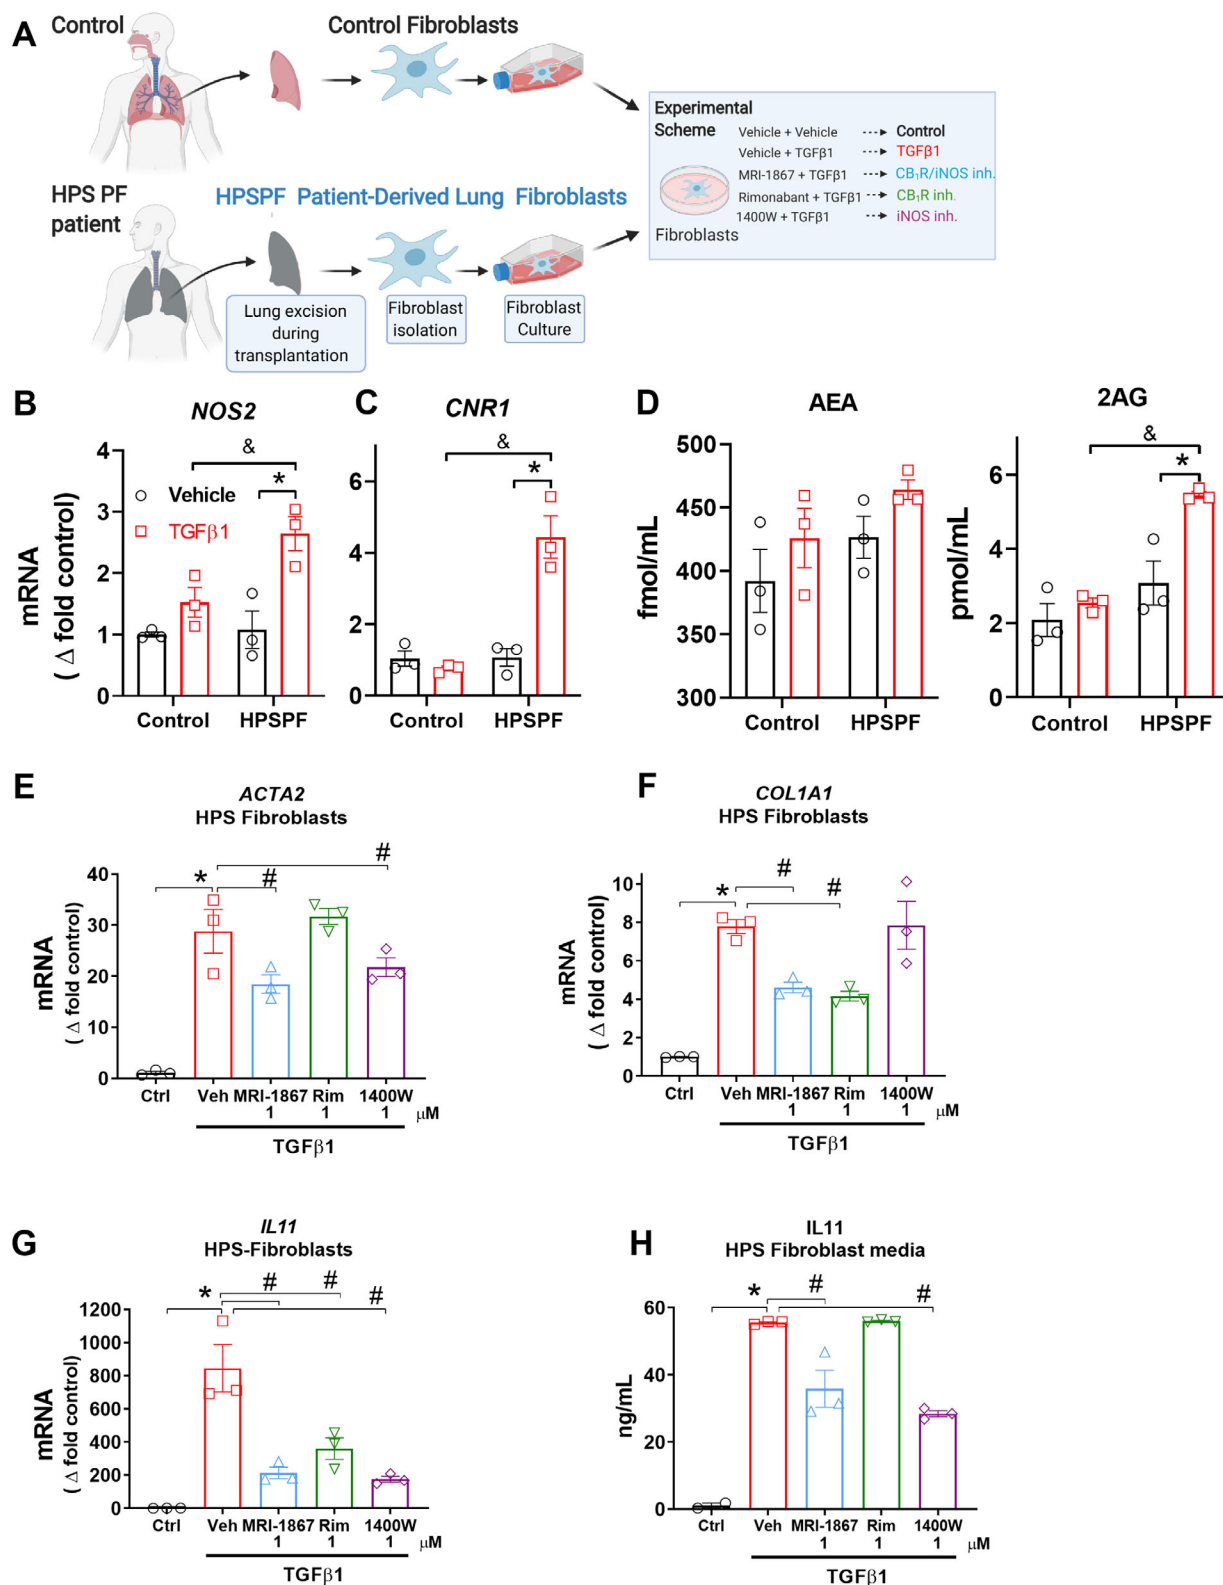 A
Control
Control Fibroblasts
HPS PF
patient
HPSPF Patient-Derived Lung Fibroblasts
Lung excision
during
transplantation
Fibroblast
isolation
Fibroblast
Culture
Experimental
Scheme
Vehicle + Vehicle
Control
Vehicle + TGFβ1
TGFβ1
MRI-1867 + TGFβ1
CB₁R/iNOS inh.
Rimonabant + TGFβ1
CB₁R inh.
1400W + TGFβ1
iNOS inh.
Fibroblasts
B
NOS2
mRNA
( Δ fold control)
4
3
2
1
0
&
*
Vehicle
TGFβ1
Control
HPSPF
C
CNR1
6
4
2
0
&
*
Control
HPSPF
D
AEA
fmol/mL
500
450
400
350
300
Control
HPSPF
2AG
pmol/mL
6
4
2
0
&
*
Control
HPSPF
E
ACTA2
HPS Fibroblasts
mRNA
( Δ fold control)
40
30
20
10
0
*
#
#
Ctrl Veh MRI-1867 Rim 1400W
1 1 1 μM
TGFβ1
F
COL1A1
HPS Fibroblasts
mRNA
( Δ fold control)
10
8
6
4
2
0
*
#
#
Ctrl Veh MRI-1867 Rim 1400W
1 1 1 μM
TGFβ1
G
IL11
HPS-Fibroblasts
mRNA
( Δ fold control)
1200
1000
800
600
400
200
0
*
#
#
#
Ctrl Veh MRI-1867 Rim 1400W
1 1 1 μM
TGFβ1
H
IL11
HPS Fibroblast media
ng/mL
60
40
20
0
*
#
#
Ctrl Veh MRI-1867 Rim 1400W
1 1 1 μM
TGFβ1